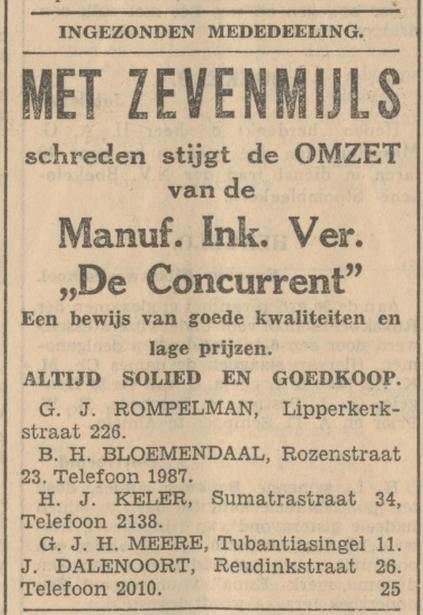 INGEZONDEN MEDEDEELING.
MET ZEVENMIJLS
schreden stijgt de OMZET
van de
Manuf. Ink. Ver.
„De Concurrent”
Een bewijs van goede kwaliteiten en
lage prijzen.
ALTIJD SOLIED EN GOEDKOOP.
G. J. ROMPELMAN, Lipperkerk-
straat 226.
B. H. BLOEMENDAAL, Rozenstraat
23. Telefoon 1987.
H. J. KELER, Sumatrastraat 34,
Telefoon 2138.
G. J. H. MEERE, Tubantiasingel 11.
J. DALENOORT, Reudinkstraat 26.
Telefoon 2010. 25